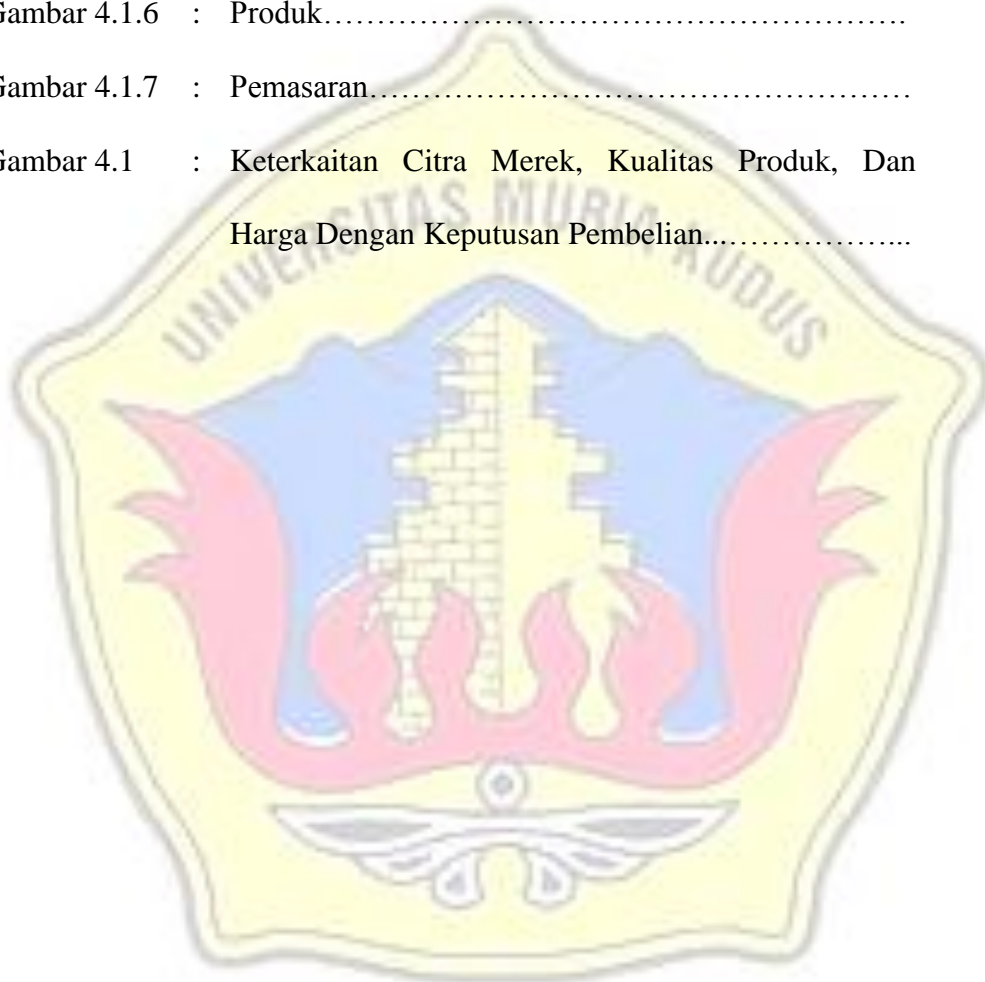 Gambar 4.1.6 : Produk……………………………………………….
Gambar 4.1.7 : Pemasaran……………………………………………
Gambar 4.1 : Keterkaitan Citra Merek, Kualitas Produk, Dan
Harga Dengan Keputusan Pembelian...……………...
UNIVERSITAS MURIA KUDUS